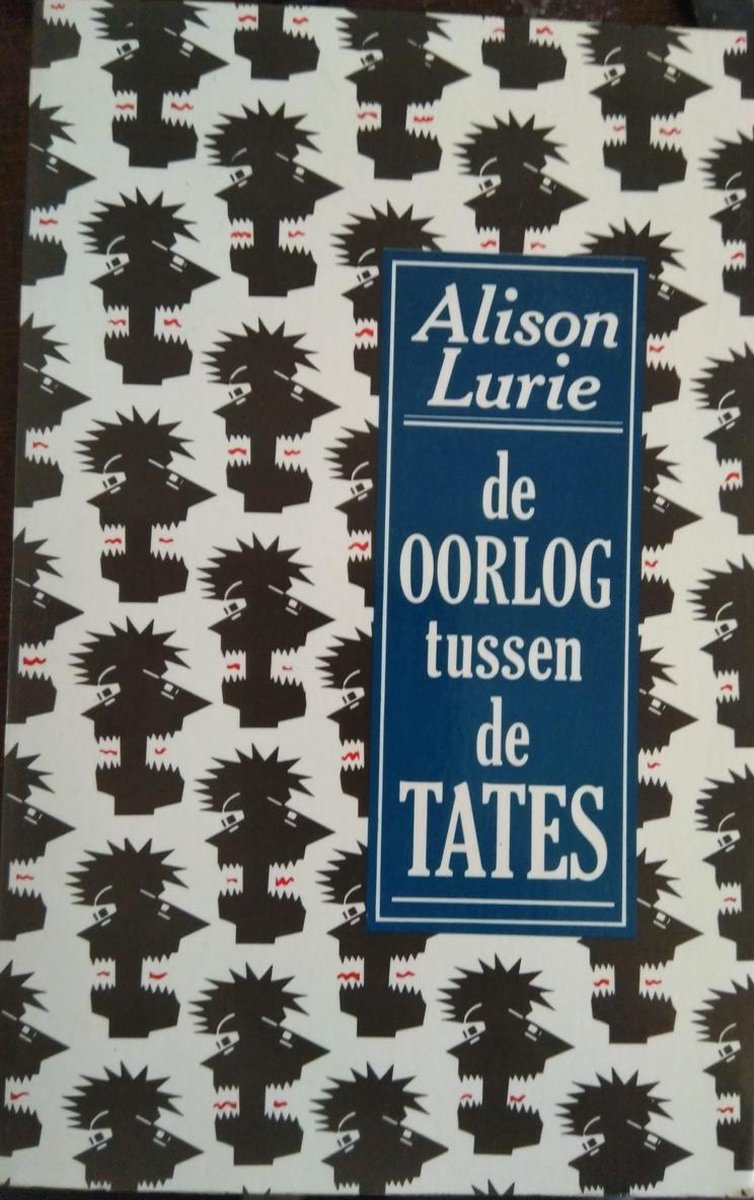 Alison
Lurie
de
OORLOG
tussen
de
TATES